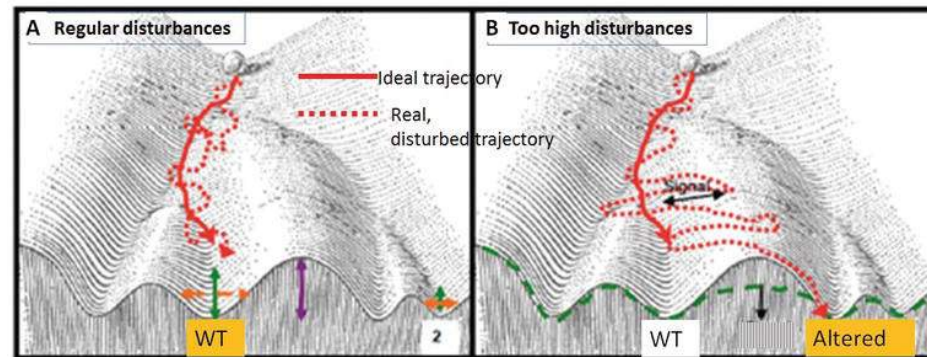 A Regular disturbances
Ideal trajectory
Real,
disturbed trajectory
WT
2
B Too high disturbances
Signal
WT
Altered